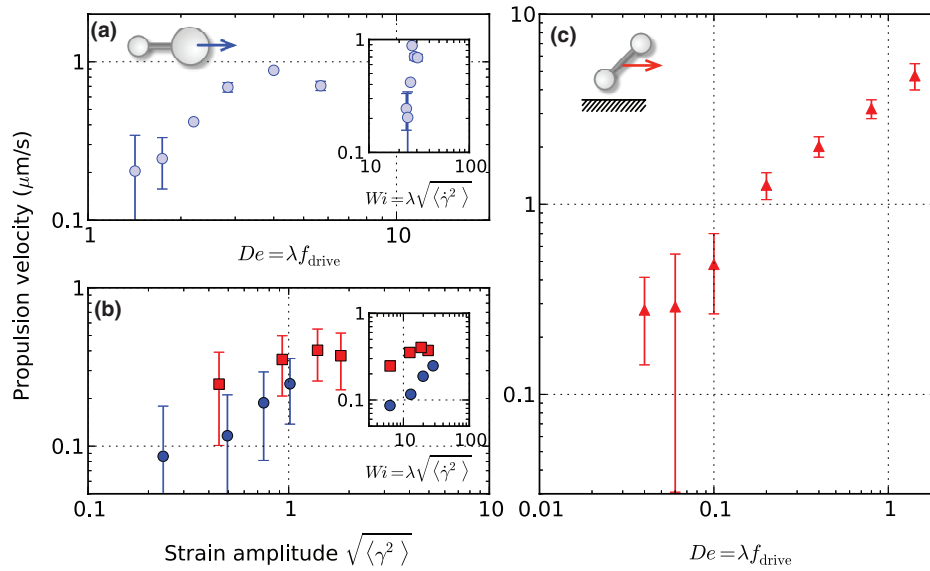 (a)
1
0.1
1
10
De=λf_drive
1
0.1
10
100
Wi=λ√⟨γ̇²⟩
Propulsion velocity (μm/s)
(b)
1
0.1
0.1
1
10
Strain amplitude √⟨γ²⟩
1
0.1
10
100
Wi=λ√⟨γ̇²⟩
(c)
10
1
0.1
0.01
0.1
1
De=λf_drive